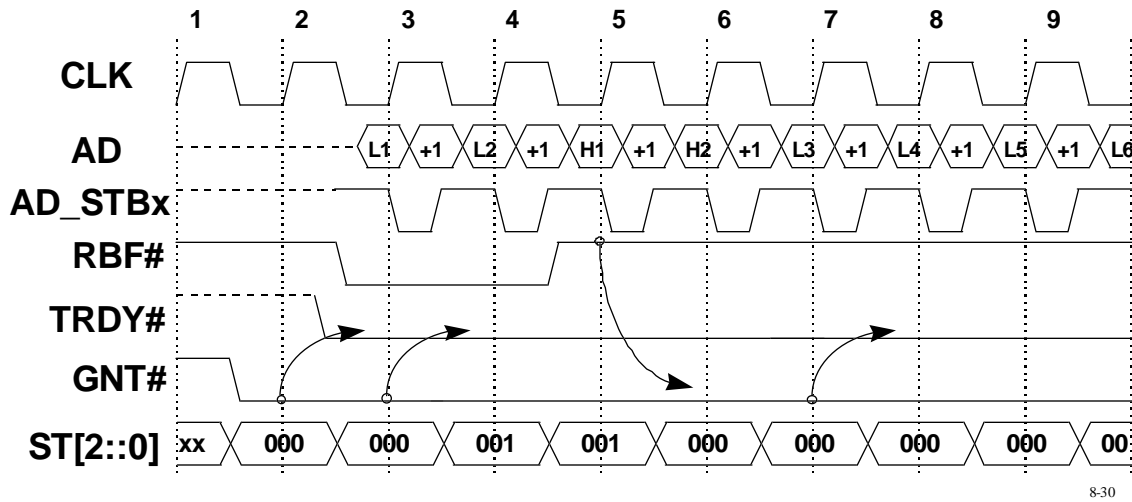 1 2 3 4 5 6 7 8 9
CLK
AD L1 +1 L2 +1 H1 +1 H2 +1 L3 +1 L4 +1 L5 +1 L6
AD_STBx
RBF#
TRDY#
GNT#
ST[2::0] xx 000 000 001 001 000 000 000 000 00
8-30